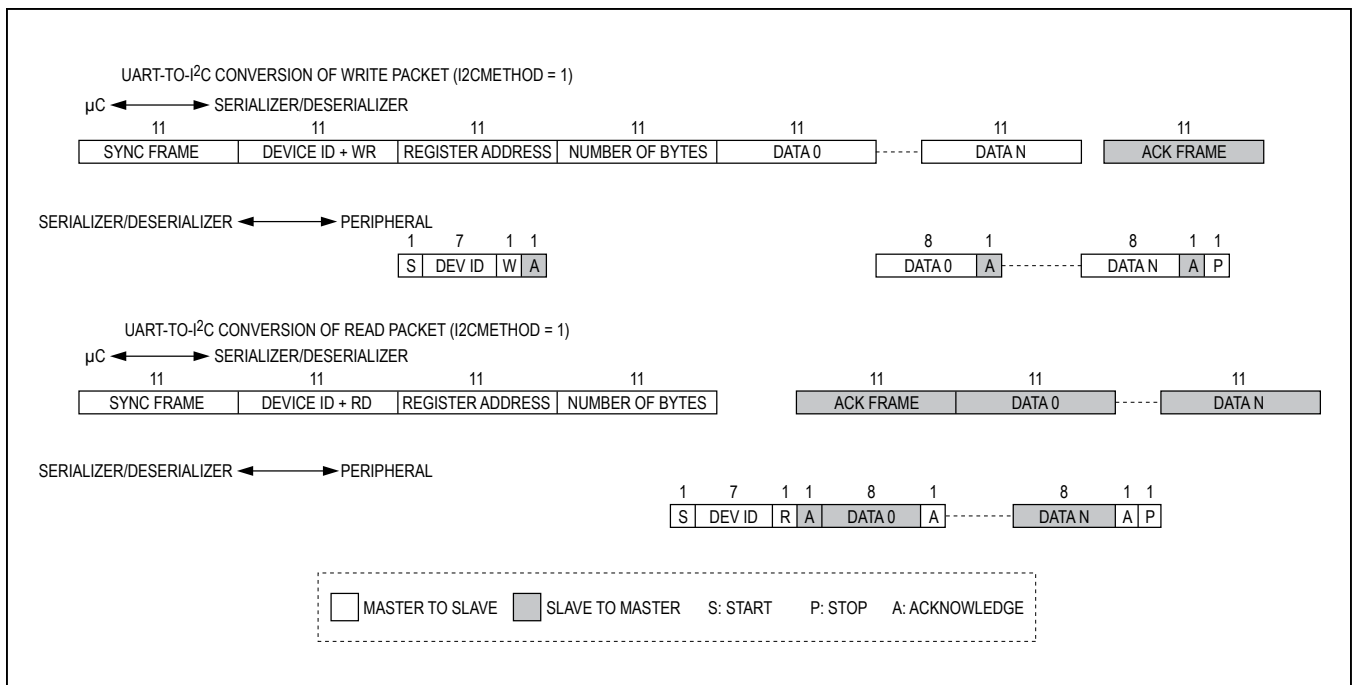 UART-TO-I2C CONVERSION OF WRITE PACKET (I2CMETHOD = 1)
µC SERIALIZER/DESERIALIZER
11 11 11 11 11 11 11
SYNC FRAME DEVICE ID + WR REGISTER ADDRESS NUMBER OF BYTES DATA 0 DATA N ACK FRAME
SERIALIZER/DESERIALIZER PERIPHERAL
1 7 1 1 8 1 8 1 1
S DEV ID W A DATA 0 A DATA N A P
UART-TO-I2C CONVERSION OF READ PACKET (I2CMETHOD = 1)
µC SERIALIZER/DESERIALIZER
11 11 11 11 11 11 11
SYNC FRAME DEVICE ID + RD REGISTER ADDRESS NUMBER OF BYTES ACK FRAME DATA 0 DATA N
SERIALIZER/DESERIALIZER PERIPHERAL
1 7 1 1 8 1 8 1 1
S DEV ID R A DATA 0 A DATA N A P
MASTER TO SLAVE SLAVE TO MASTER S: START P: STOP A: ACKNOWLEDGE